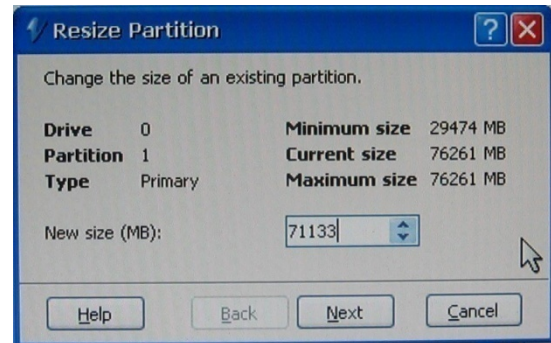 Resize Partition
Change the size of an existing partition.
Drive 0 Minimum size 29474 MB
Partition 1 Current size 76261 MB
Type Primary Maximum size 76261 MB
New size (MB): 71133
Help Back Next Cancel